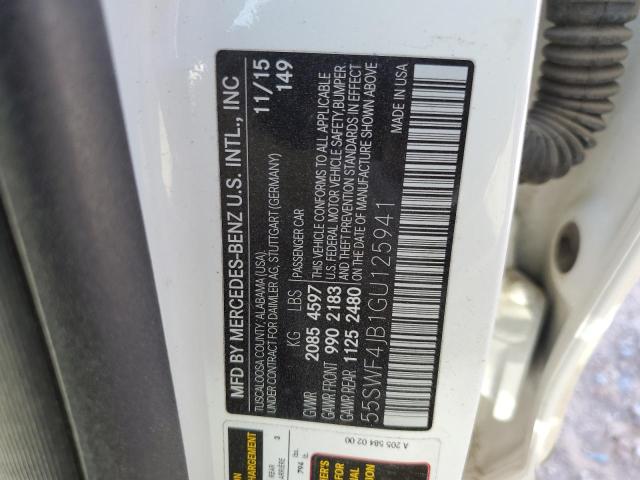 MFD BY MERCEDES-BENZ U.S. INTL., INC
TUSCALOOSA COUNTY, ALABAMA (USA)
UNDER CONTRACT FOR DAIMLER AG, STUTTGART (GERMANY)
11/15
149
KG LBS
GVWR 2085 4597
GAWR FRONT 990 2183
GAWR REAR 1125 2480
PASSENGER CAR
THIS VEHICLE CONFORMS TO ALL APPLICABLE
U.S. FEDERAL MOTOR VEHICLE SAFETY, BUMPER,
AND THEFT PREVENTION STANDARDS IN EFFECT
ON THE DATE OF MANUFACTURE SHOWN ABOVE
55SWF4JB1GU125941
MADE IN USA
A 205 584 02 00
REAR 3
794